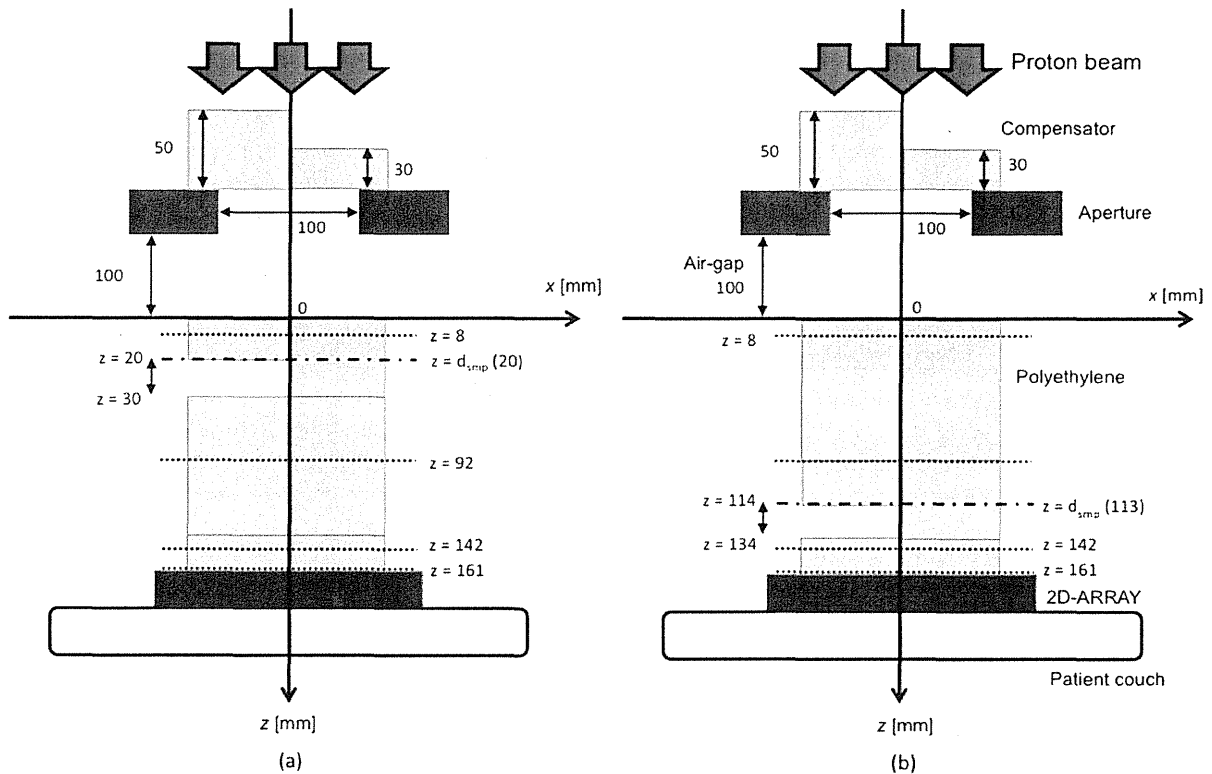 Proton beam
Compensator
50
30
100
Aperture
100
x [mm]
0
z = 8
z = 20
z = dsmp (20)
z = 30
z = 92
z = 142
z = 161
z [mm]
(a)
50
30
100
Air-gap
100
x [mm]
0
z = 8
Polyethylene
z = 114
z = dsmp (113)
z = 134
z = 142
z = 161
2D-ARRAY
Patient couch
z [mm]
(b)